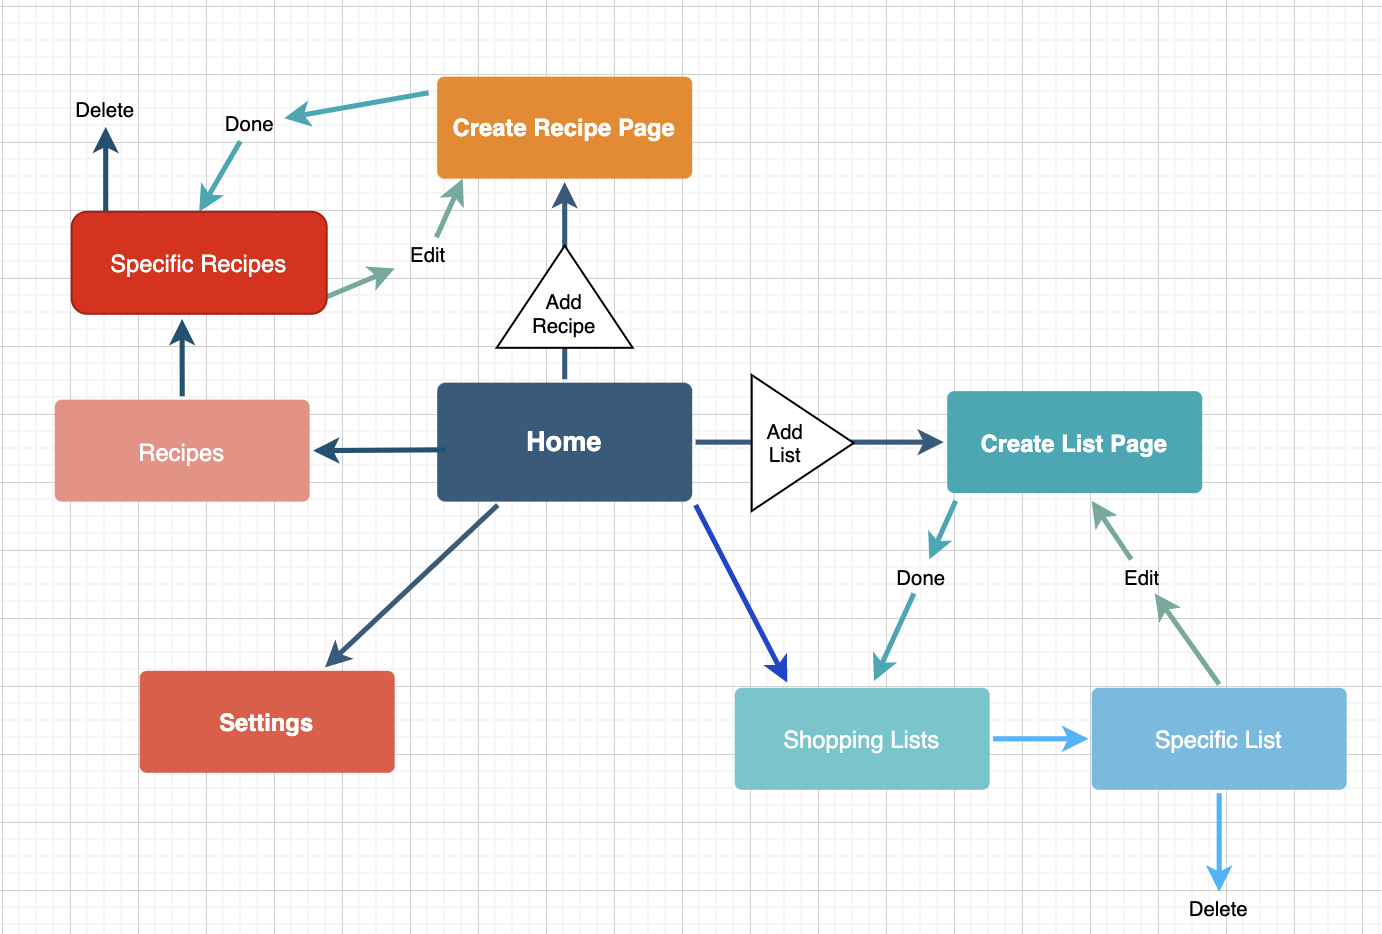 Create Recipe Page
Delete
Done
Specific Recipes
Edit
Add
Recipe
Recipes
Home
Add
List
Create List Page
Done
Edit
Settings
Shopping Lists
Specific List
Delete